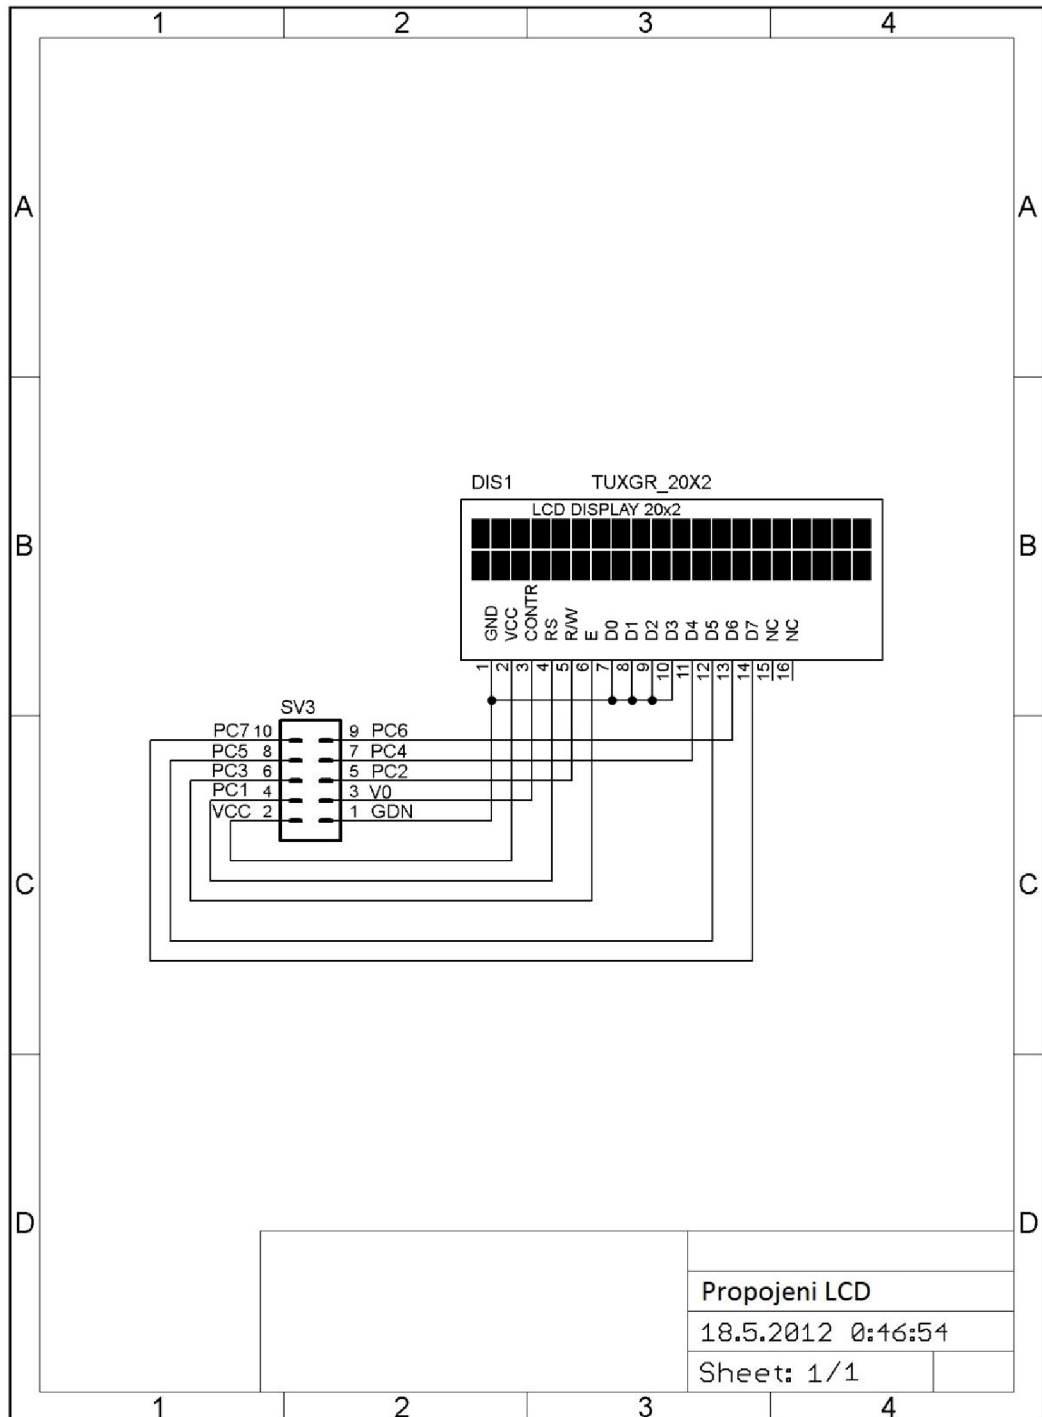 1 2 3 4
A A
DIS1 TUXGR_20X2
LCD DISPLAY 20x2
B B
GND VCC CONTR RS R/W E D0 D1 D2 D3 D4 D5 D6 D7 NC NC
1 2 3 4 5 6 7 8 9 10 11 12 13 14 15 16
SV3
PC7 10 9 PC6
PC5 8 7 PC4
PC3 6 5 PC2
PC1 4 3 V0
VCC 2 1 GDN
C C
D D
Propojeni LCD
18.5.2012 0:46:54
Sheet: 1/1
1 2 3 4